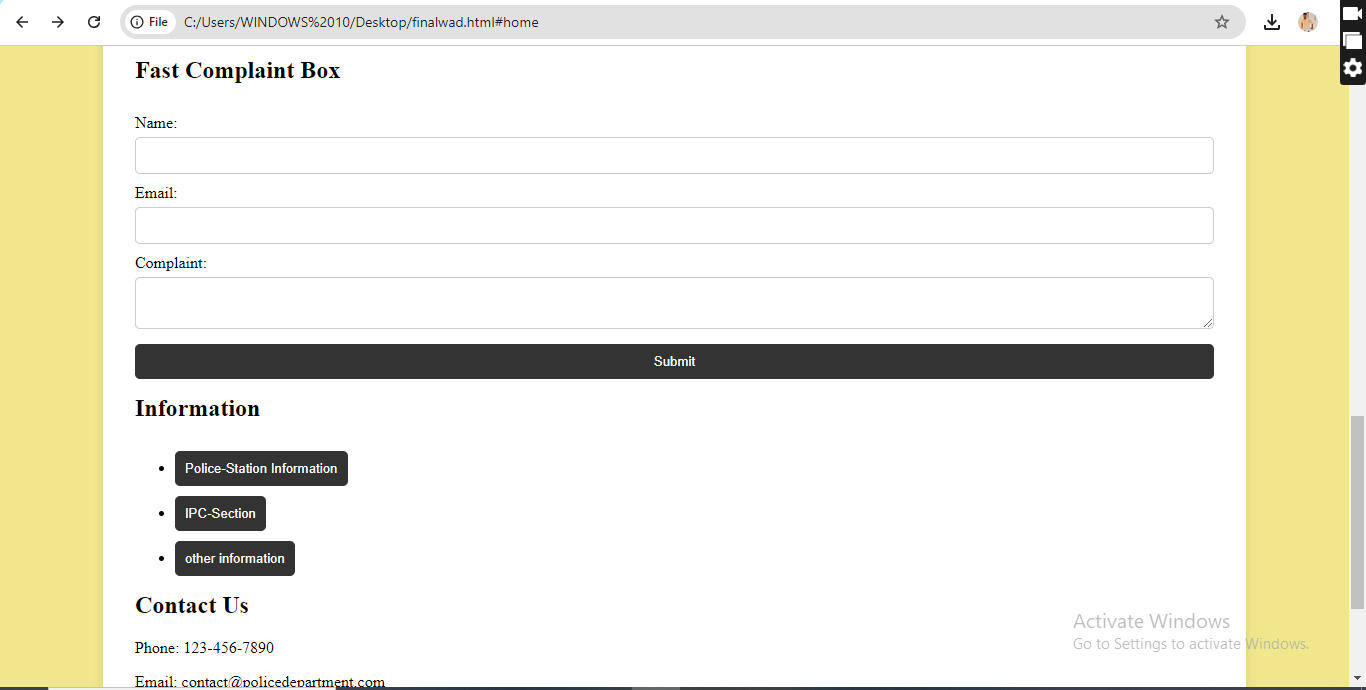 File C:/Users/WINDOWS%2010/Desktop/finalwad.html#home
Fast Complaint Box
Name:
Email:
Complaint:
Submit
Information
Police-Station Information
IPC-Section
other information
Contact Us
Phone: 123-456-7890
Email: contact@policedepartment.com
Activate Windows
Go to Settings to activate Windows.